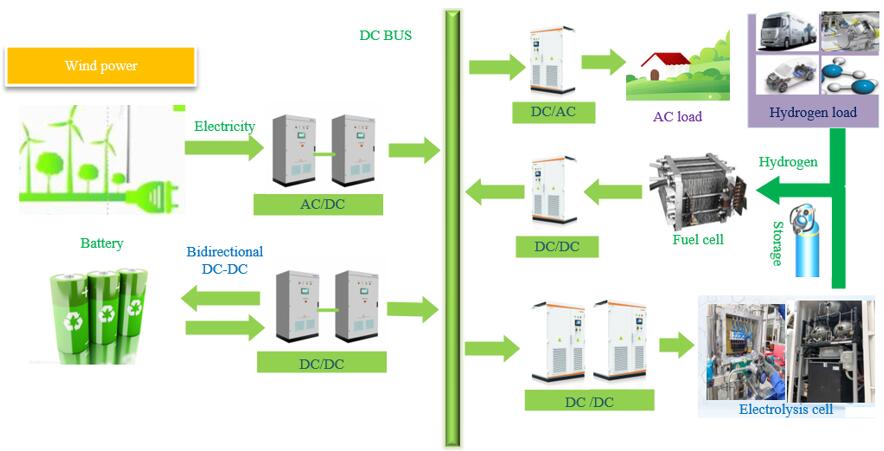 DC BUS
Wind power
Electricity
AC/DC
Battery
Bidirectional
DC-DC
DC/DC
DC/AC
AC load
Hydrogen load
Hydrogen
Storage
Fuel cell
DC/DC
DC /DC
Electrolysis cell